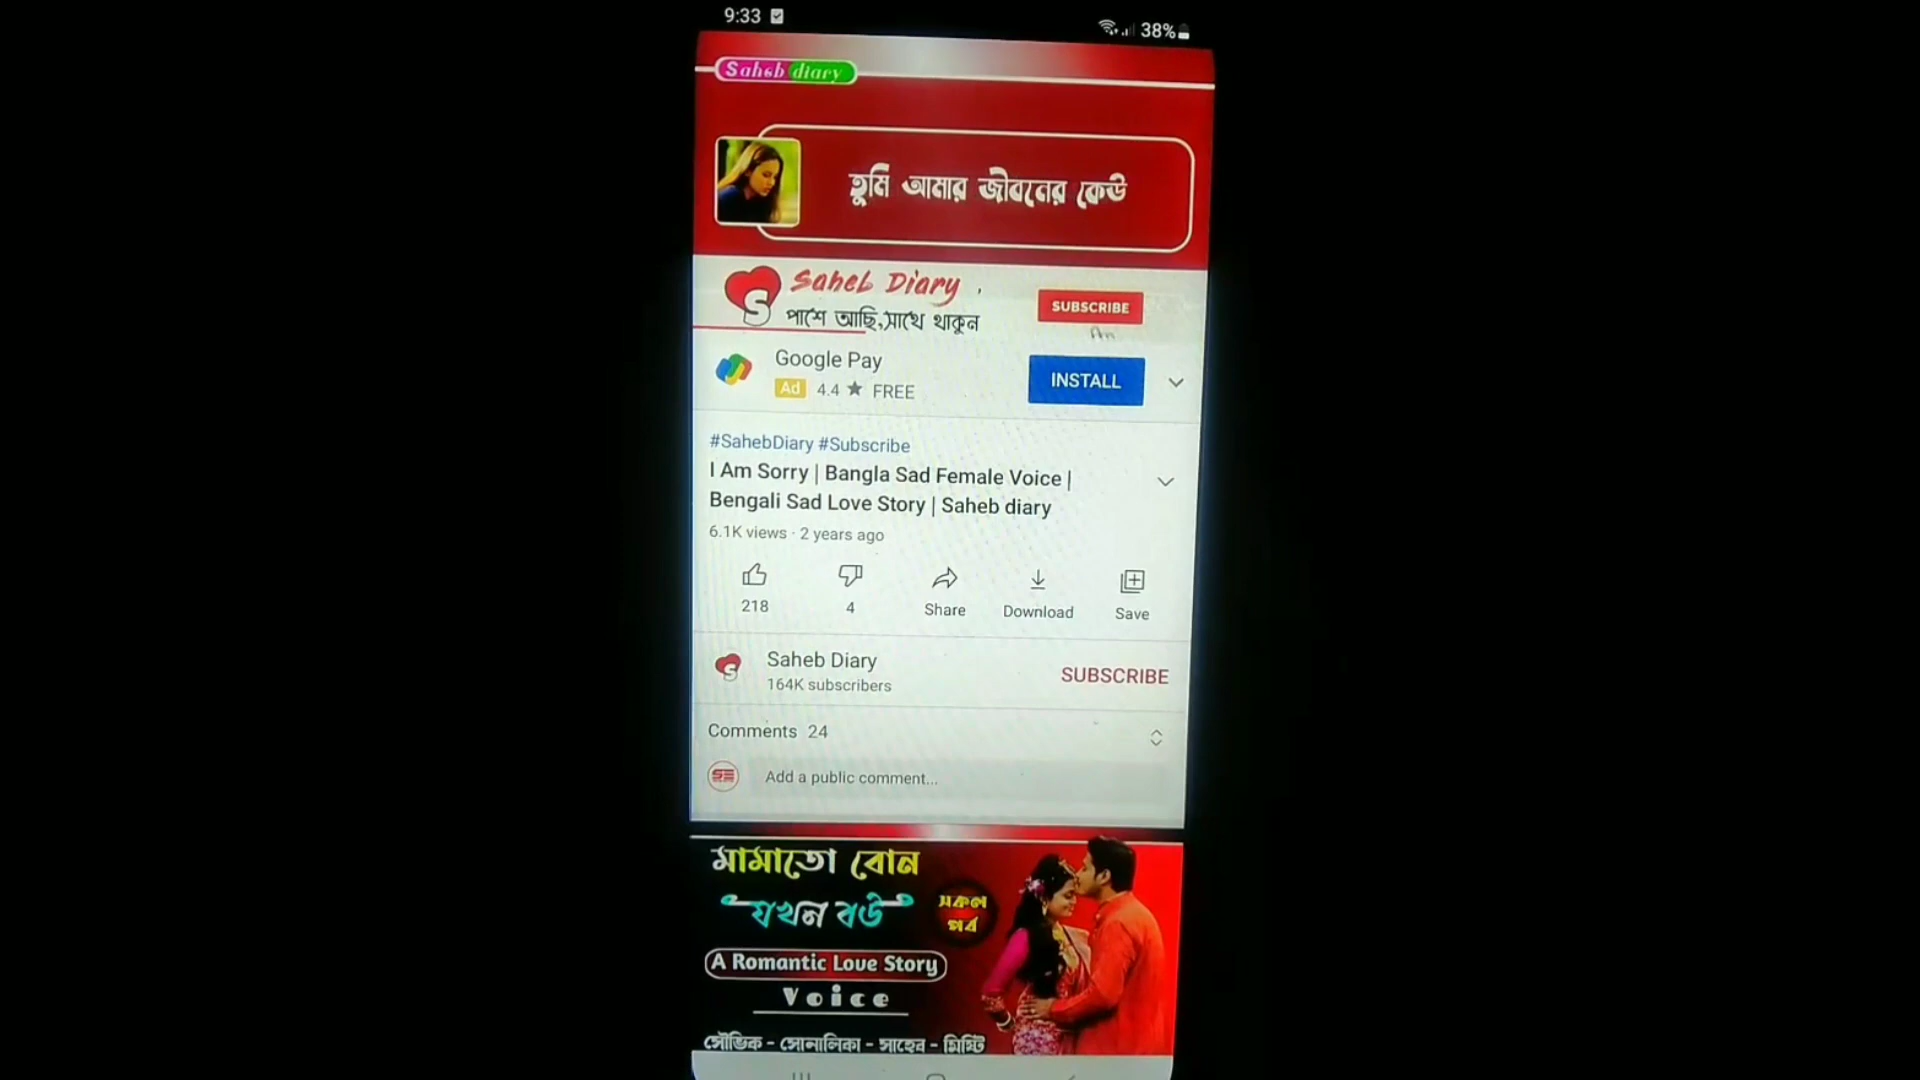 9:33
38%
Saheb diary
তুমি আমার জীবনের কেউ
Saheb Diary
পাশে আছি,সাথে থাকুন
SUBSCRIBE
Google Pay
Ad 4.4 ★ FREE
INSTALL
#SahebDiary #Subscribe
I Am Sorry | Bangla Sad Female Voice |
Bengali Sad Love Story | Saheb diary
6.1K views · 2 years ago
218
4
Share
Download
Save
Saheb Diary
164K subscribers
SUBSCRIBE
Comments 24
Add a public comment...
মামাতো বোন
যখন বউ
সকল
পর্ব
A Romantic Love Story
Voice
সৌভিক - সোনালিকা - সাহেব - মিষ্টি